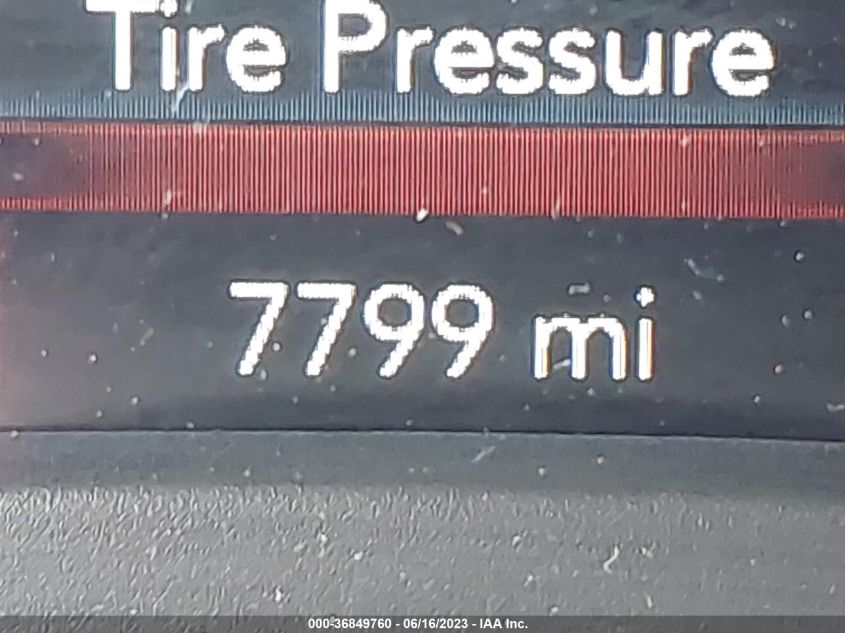 Tire Pressure
7799 mi
000-36849760 - 06/16/2023 - IAA Inc.